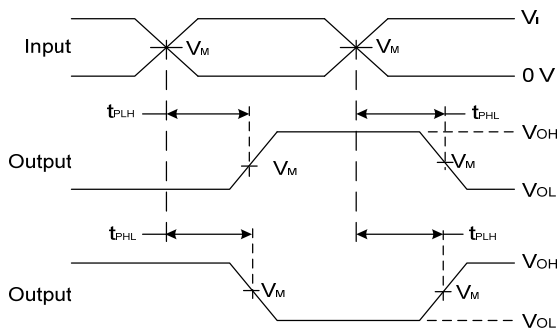 VI
Input VM VM
0 V
tPLH tPHL
VOH
Output VM VM
VOL
tPHL tPLH
VOH
Output VM VM
VOL